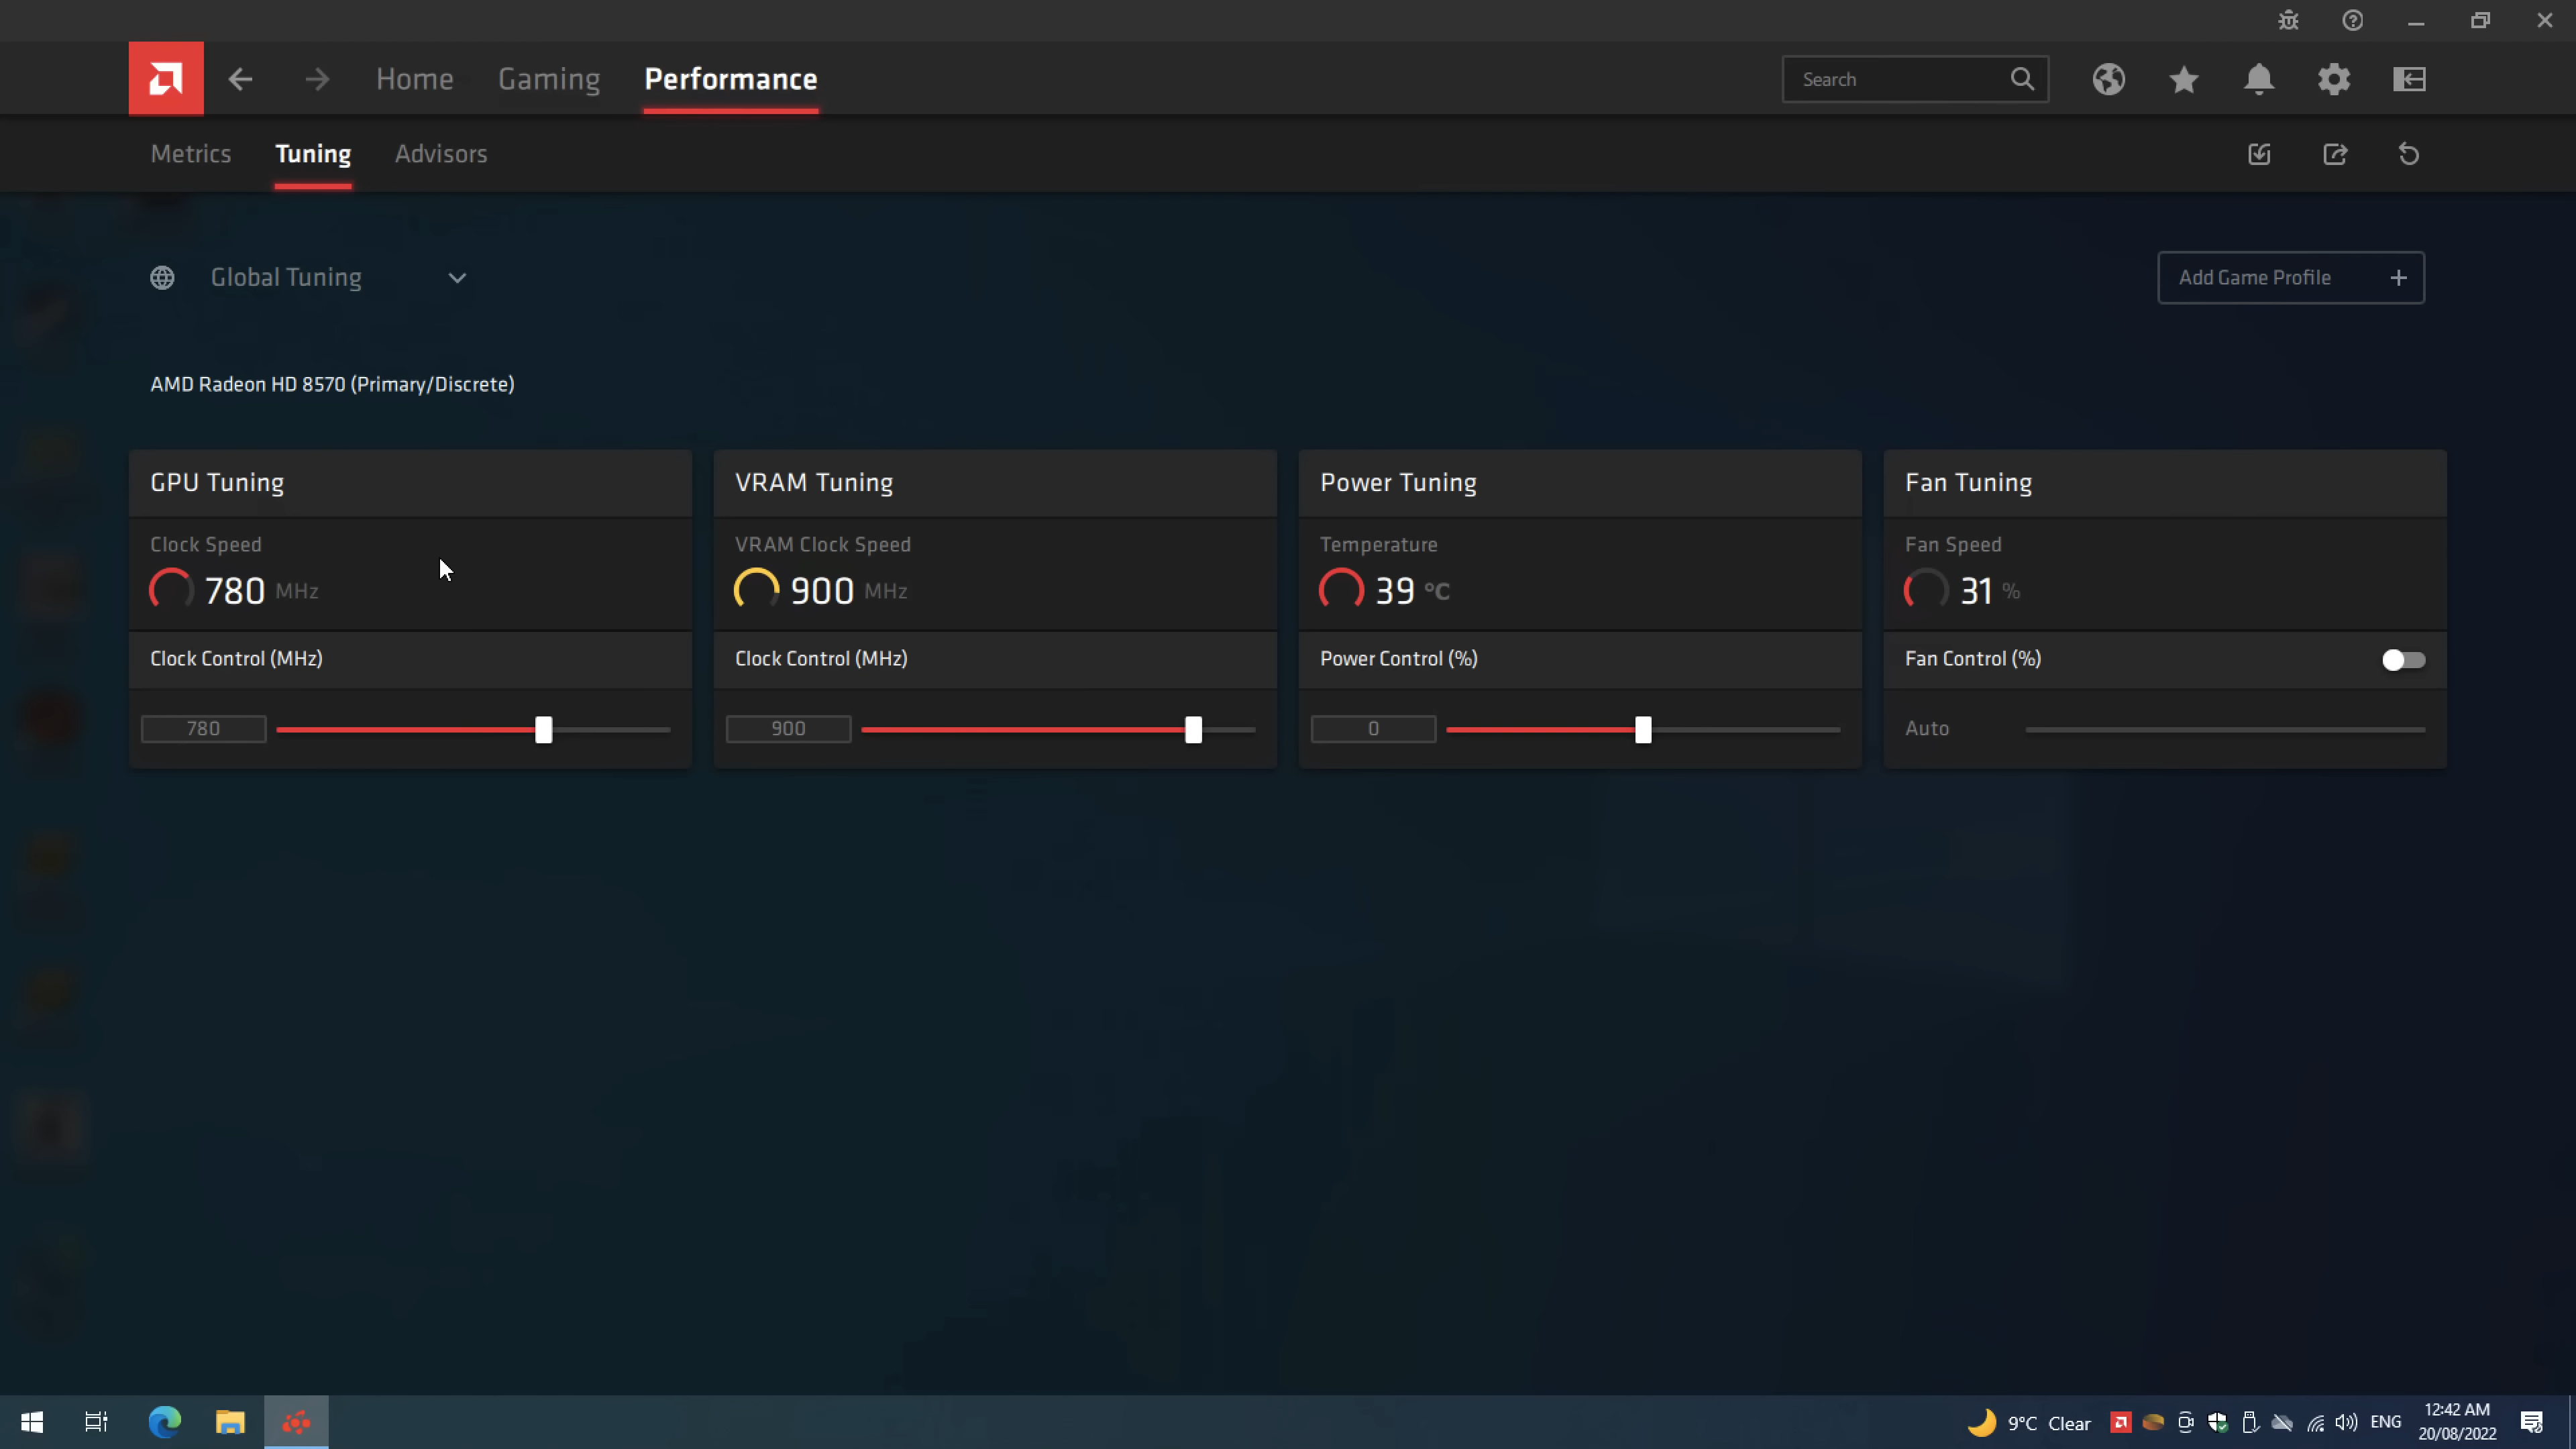 Home Gaming Performance Search
Metrics Tuning Advisors
Global Tuning Add Game Profile
AMD Radeon HD 8570 (Primary/Discrete)
GPU Tuning
Clock Speed
780 MHz
Clock Control (MHz)
780
VRAM Tuning
VRAM Clock Speed
900 MHz
Clock Control (MHz)
900
Power Tuning
Temperature
39 °C
Power Control (%)
0
Fan Tuning
Fan Speed
31 %
Fan Control (%)
Auto
9°C Clear ENG
12:42 AM
20/08/2022